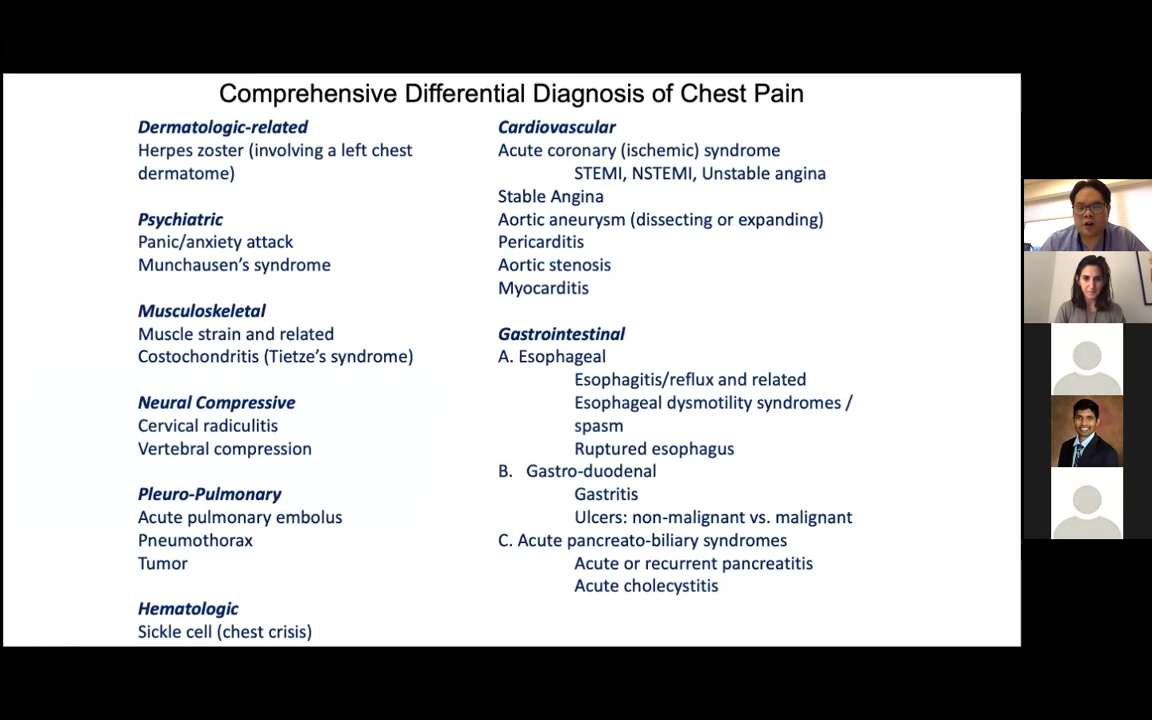 Comprehensive Differential Diagnosis of Chest Pain
Dermatologic-related
Herpes zoster (involving a left chest
dermatome)
Psychiatric
Panic/anxiety attack
Munchausen's syndrome
Musculoskeletal
Muscle strain and related
Costochondritis (Tietze's syndrome)
Neural Compressive
Cervical radiculitis
Vertebral compression
Pleuro-Pulmonary
Acute pulmonary embolus
Pneumothorax
Tumor
Hematologic
Sickle cell (chest crisis)
Cardiovascular
Acute coronary (ischemic) syndrome
STEMI, NSTEMI, Unstable angina
Stable Angina
Aortic aneurysm (dissecting or expanding)
Pericarditis
Aortic stenosis
Myocarditis
Gastrointestinal
A. Esophageal
Esophagitis/reflux and related
Esophageal dysmotility syndromes /
spasm
Ruptured esophagus
B. Gastro-duodenal
Gastritis
Ulcers: non-malignant vs. malignant
C. Acute pancreato-biliary syndromes
Acute or recurrent pancreatitis
Acute cholecystitis